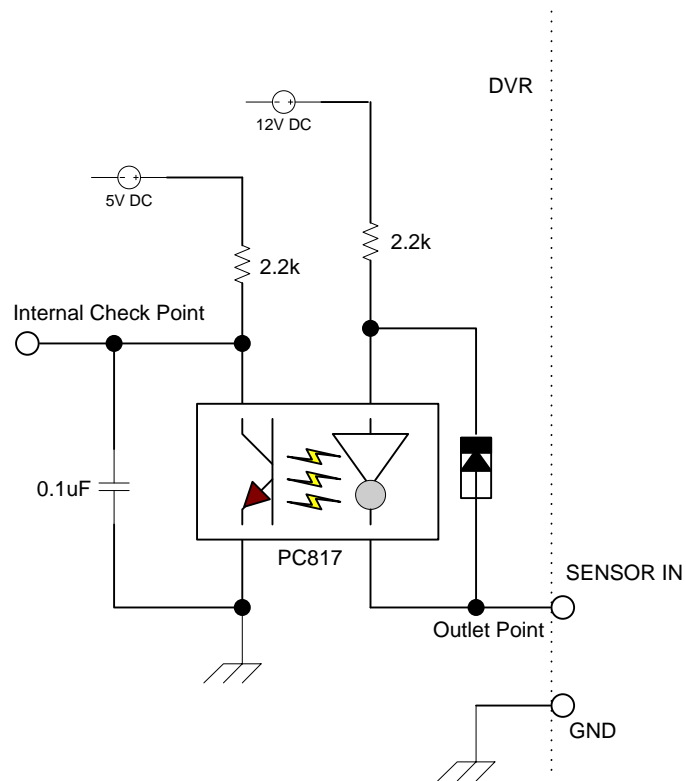 DVR
12V DC
5V DC
2.2k
2.2k
Internal Check Point
0.1uF
PC817
SENSOR IN
Outlet Point
GND